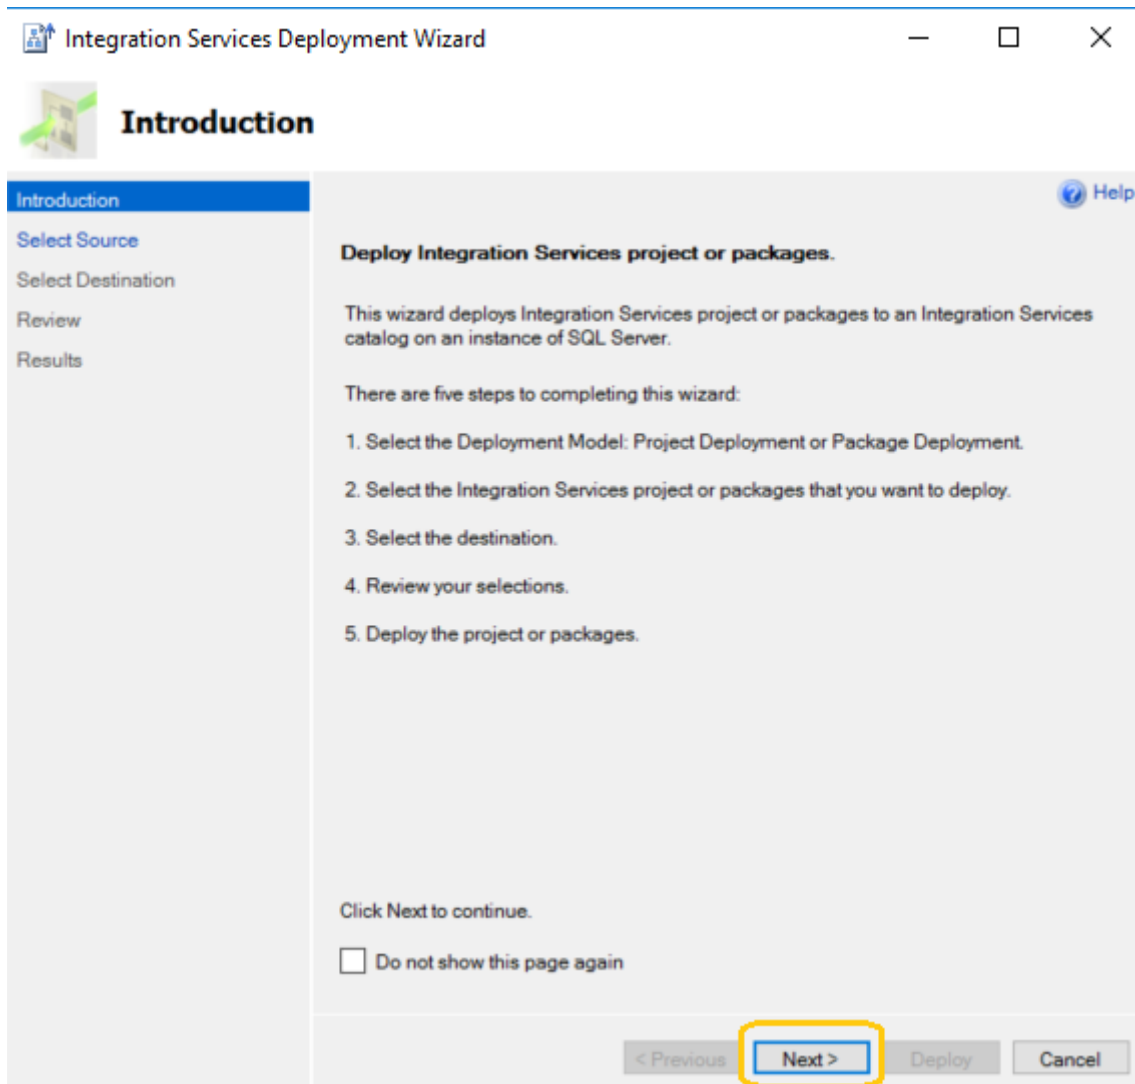 Integration Services Deployment Wizard
Introduction
Introduction
Select Source
Select Destination
Review
Results
Help
Deploy Integration Services project or packages.
This wizard deploys Integration Services project or packages to an Integration Services
catalog on an instance of SQL Server.
There are five steps to completing this wizard:
1. Select the Deployment Model: Project Deployment or Package Deployment.
2. Select the Integration Services project or packages that you want to deploy.
3. Select the destination.
4. Review your selections.
5. Deploy the project or packages.
Click Next to continue.
Do not show this page again
< Previous
Next >
Deploy
Cancel